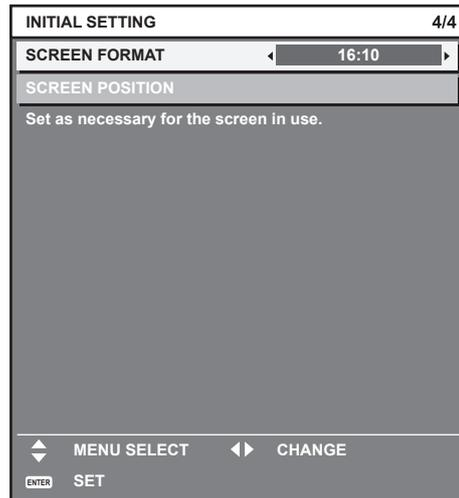 INITIAL SETTING 4/4
SCREEN FORMAT 16:10
SCREEN POSITION
Set as necessary for the screen in use.
MENU SELECT CHANGE
ENTER SET